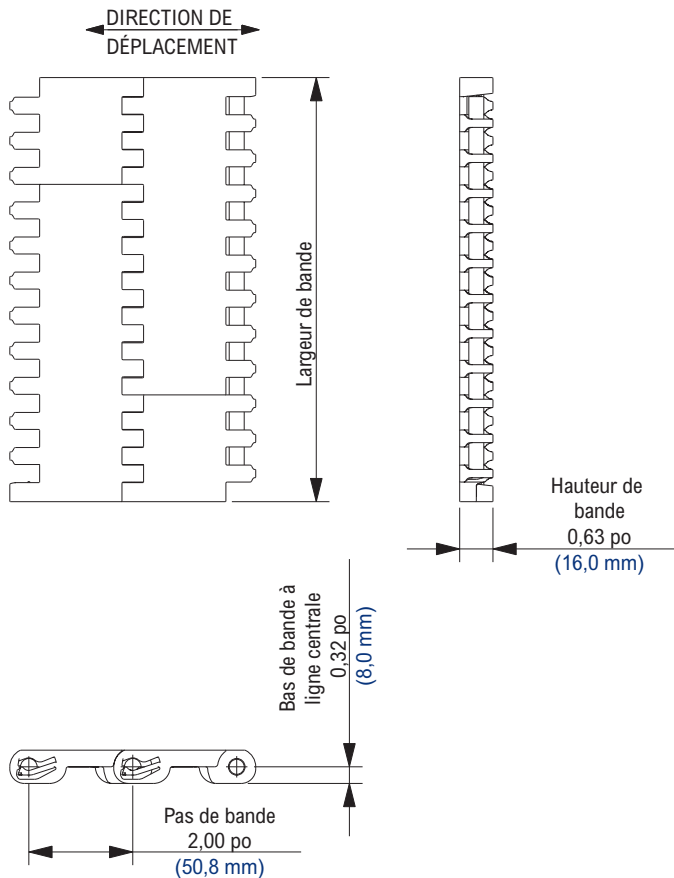 DIRECTION DE
DÉPLACEMENT
Largeur de bande
Hauteur de
bande
0,63 po
(16,0 mm)
Bas de bande à
ligne centrale
0,32 po
(8,0 mm)
Pas de bande
2,00 po
(50,8 mm)